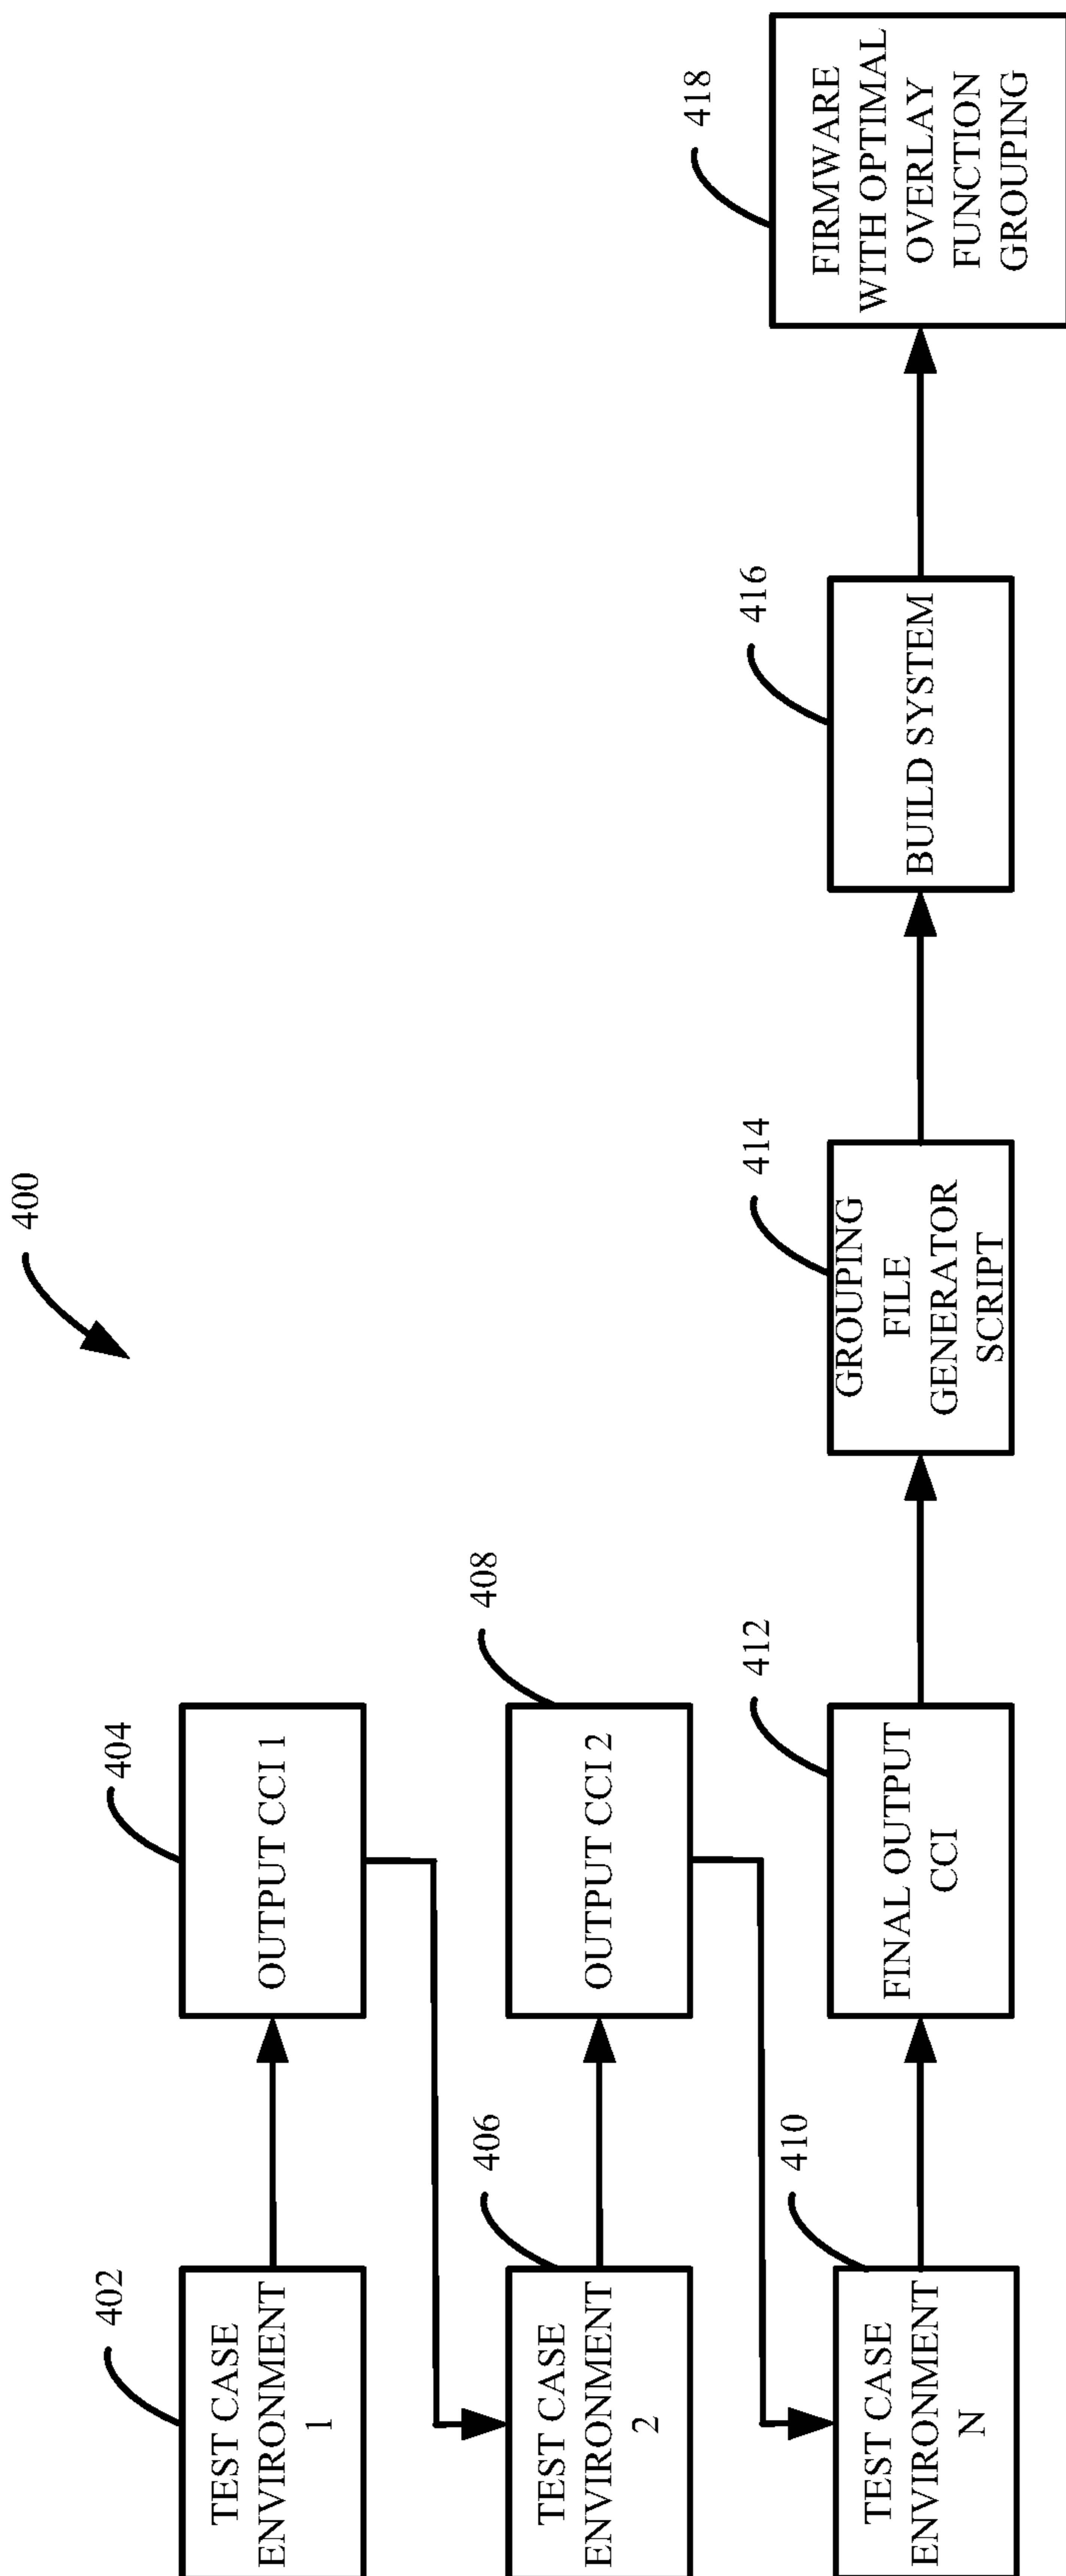 400
402
TEST CASE
ENVIRONMENT
1
404
OUTPUT CCI 1
406
TEST CASE
ENVIRONMENT
2
408
OUTPUT CCI 2
410
TEST CASE
ENVIRONMENT
N
412
FINAL OUTPUT
CCI
414
GROUPING
FILE
GENERATOR
SCRIPT
416
BUILD SYSTEM
418
FIRMWARE
WITH OPTIMAL
OVERLAY
FUNCTION
GROUPING